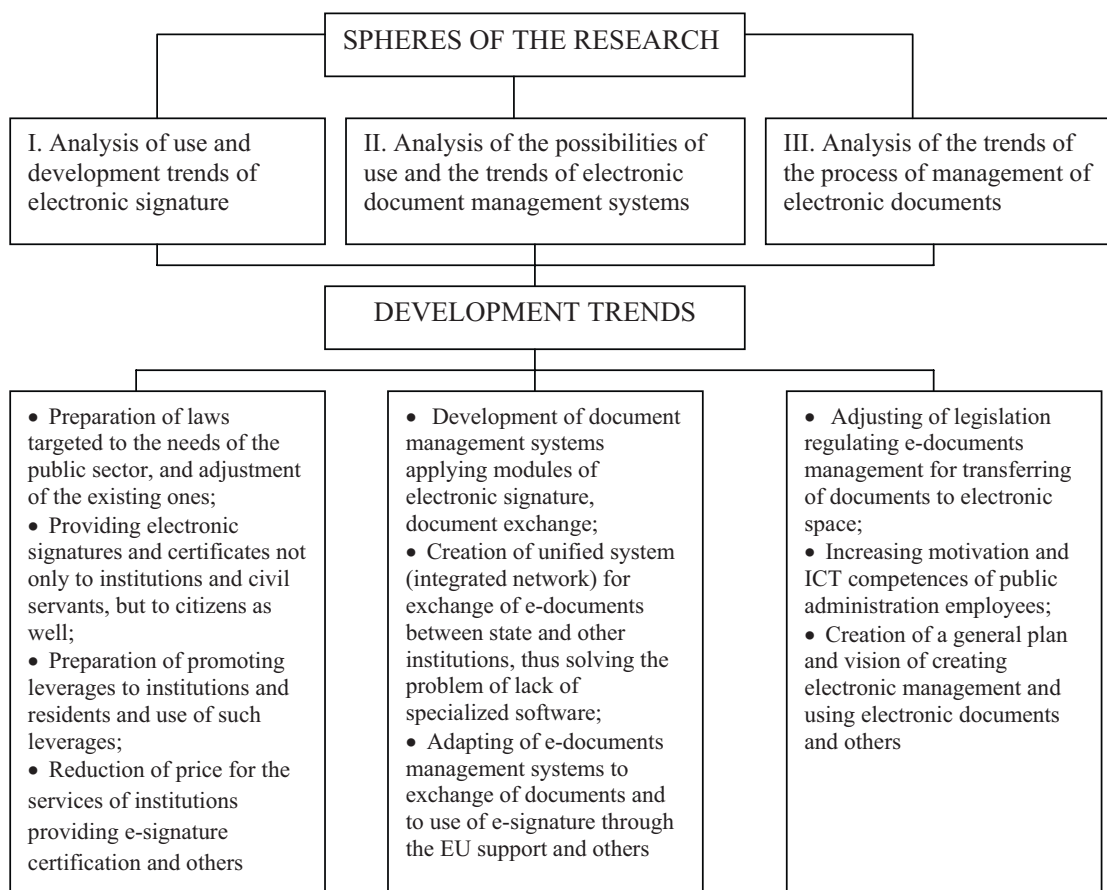 SPHERES OF THE RESEARCH
I. Analysis of use and
development trends of
electronic signature
II. Analysis of the possibilities of
use and the trends of electronic
document management systems
III. Analysis of the trends of
the process of management of
electronic documents
DEVELOPMENT TRENDS
• Preparation of laws
targeted to the needs of the
public sector, and adjustment
of the existing ones;
• Providing electronic
signatures and certificates not
only to institutions and civil
servants, but to citizens as
well;
• Preparation of promoting
leverages to institutions and
residents and use of such
leverages;
• Reduction of price for the
services of institutions
providing e-signature
certification and others
• Development of document
management systems
applying modules of
electronic signature,
document exchange;
• Creation of unified system
(integrated network) for
exchange of e-documents
between state and other
institutions, thus solving the
problem of lack of
specialized software;
• Adapting of e-documents
management systems to
exchange of documents and
to use of e-signature through
the EU support and others
• Adjusting of legislation
regulating e-documents
management for transferring
of documents to electronic
space;
• Increasing motivation and
ICT competences of public
administration employees;
• Creation of a general plan
and vision of creating
electronic management and
using electronic documents
and others